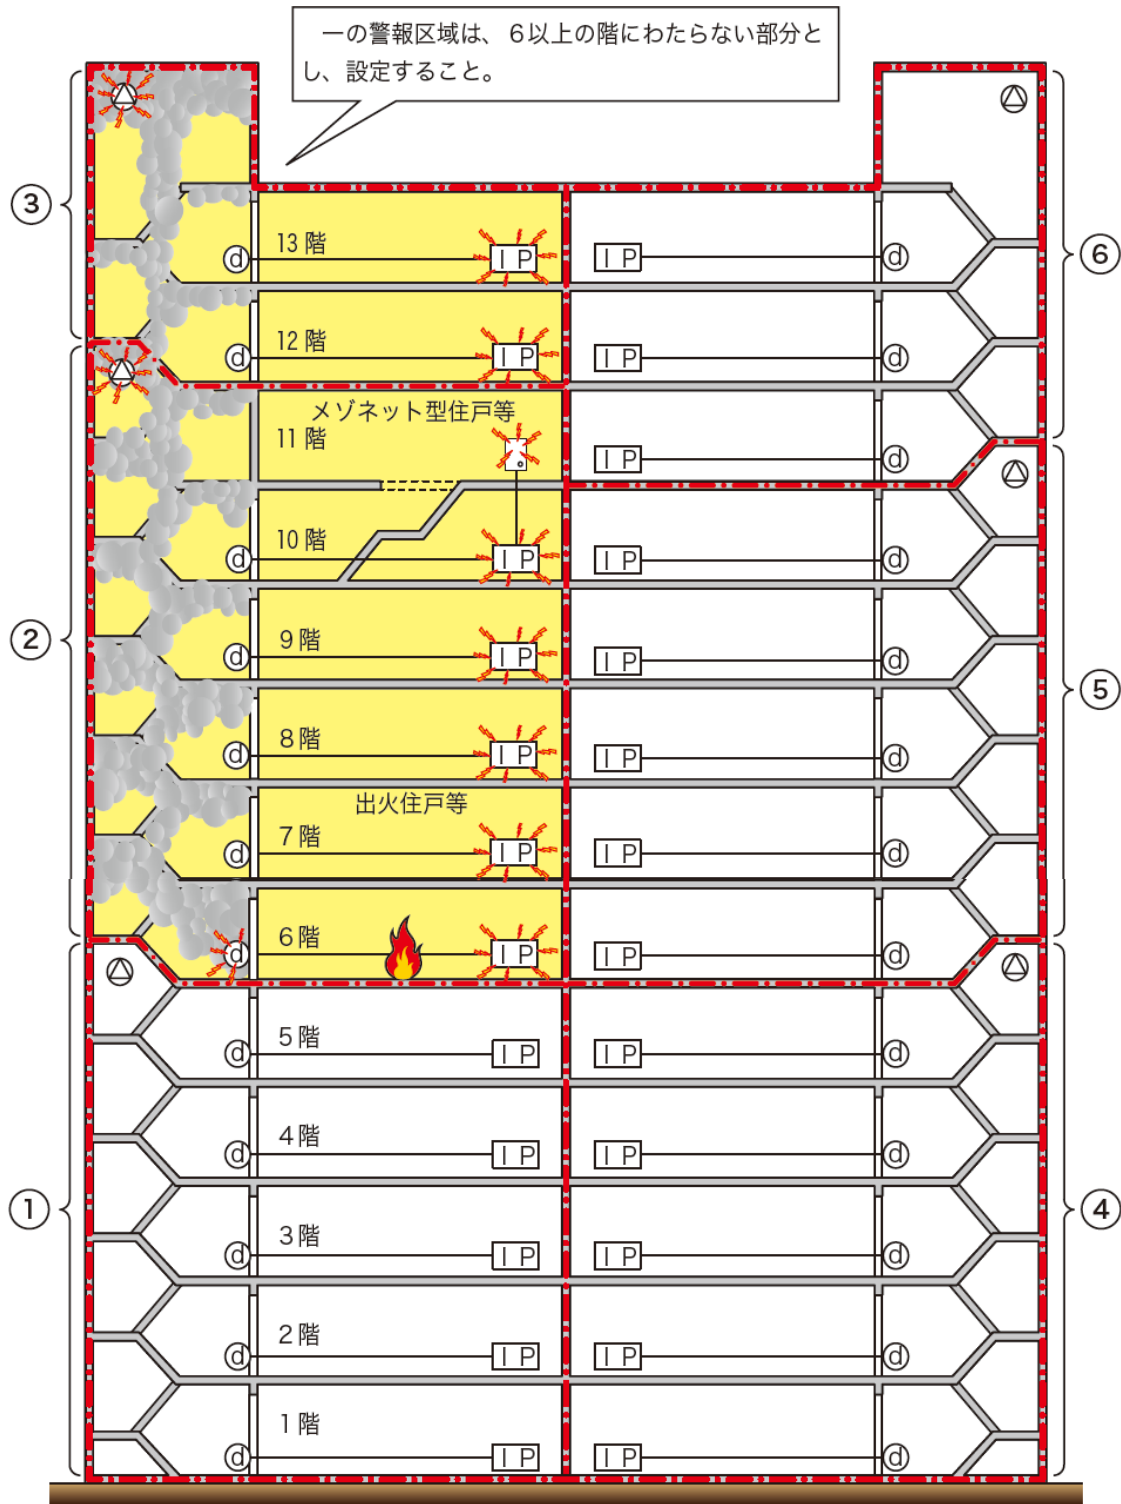 一の警報区域は、6以上の階にわたらない部分と
し、設定すること。
③
⑥
13階
ⓓ
IP
IP
ⓓ
12階
ⓓ
IP
IP
ⓓ
メゾネット型住戸等
11階
IP
ⓓ
10階
ⓓ
IP
IP
ⓓ
②
9階
ⓓ
IP
IP
ⓓ
⑤
8階
ⓓ
IP
IP
ⓓ
出火住戸等
7階
ⓓ
IP
IP
ⓓ
6階
ⓓ
IP
IP
ⓓ
5階
ⓓ
IP
IP
ⓓ
4階
ⓓ
IP
IP
ⓓ
①
④
3階
ⓓ
IP
IP
ⓓ
2階
ⓓ
IP
IP
ⓓ
1階
ⓓ
IP
IP
ⓓ